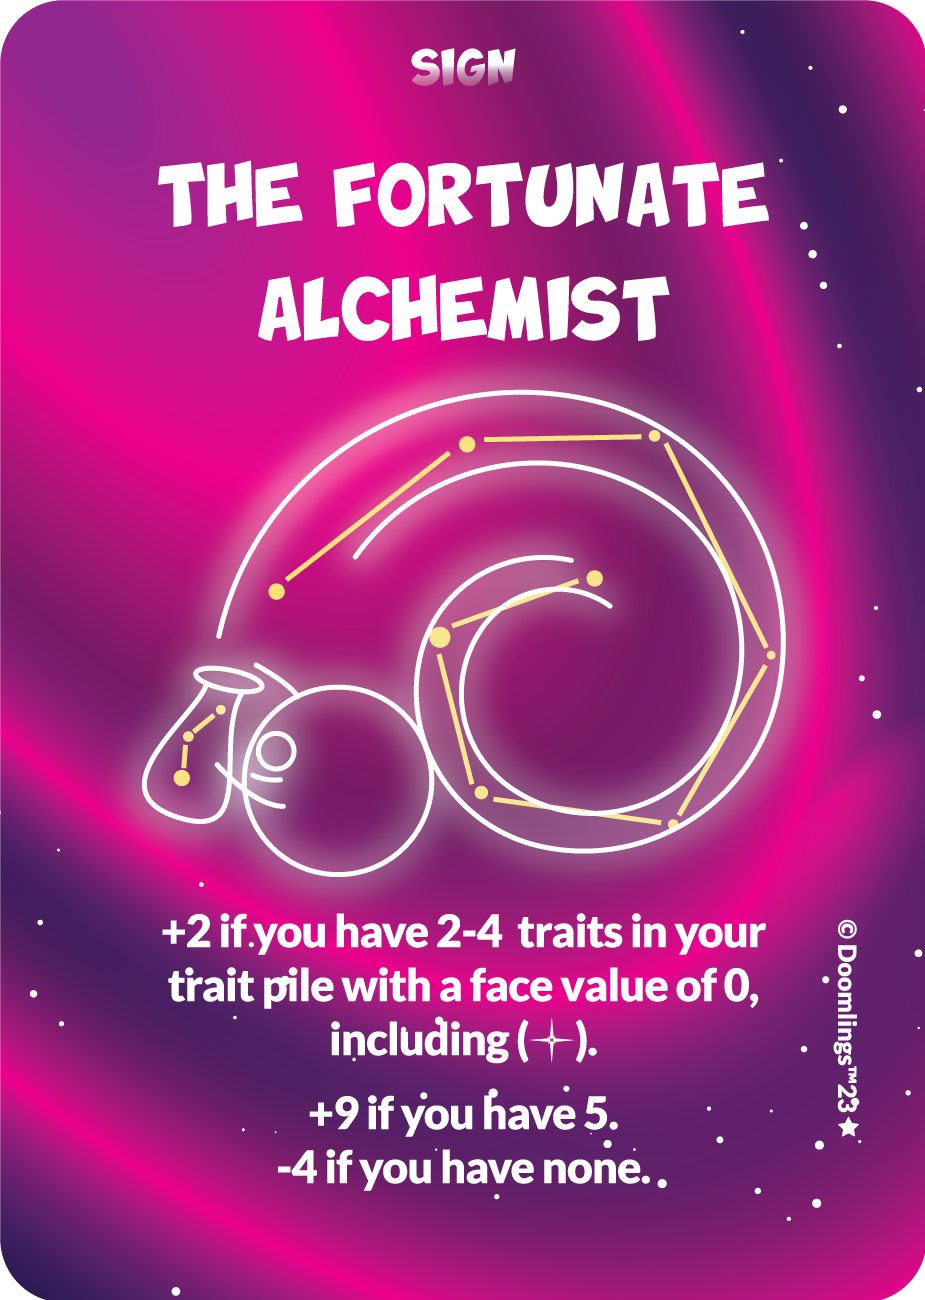 SIGN
THE FORTUNATE
ALCHEMIST
+2 if you have 2-4 traits in your
trait pile with a face value of 0,
including (✧).
+9 if you have 5.
-4 if you have none.
© Doomlings™23 ★